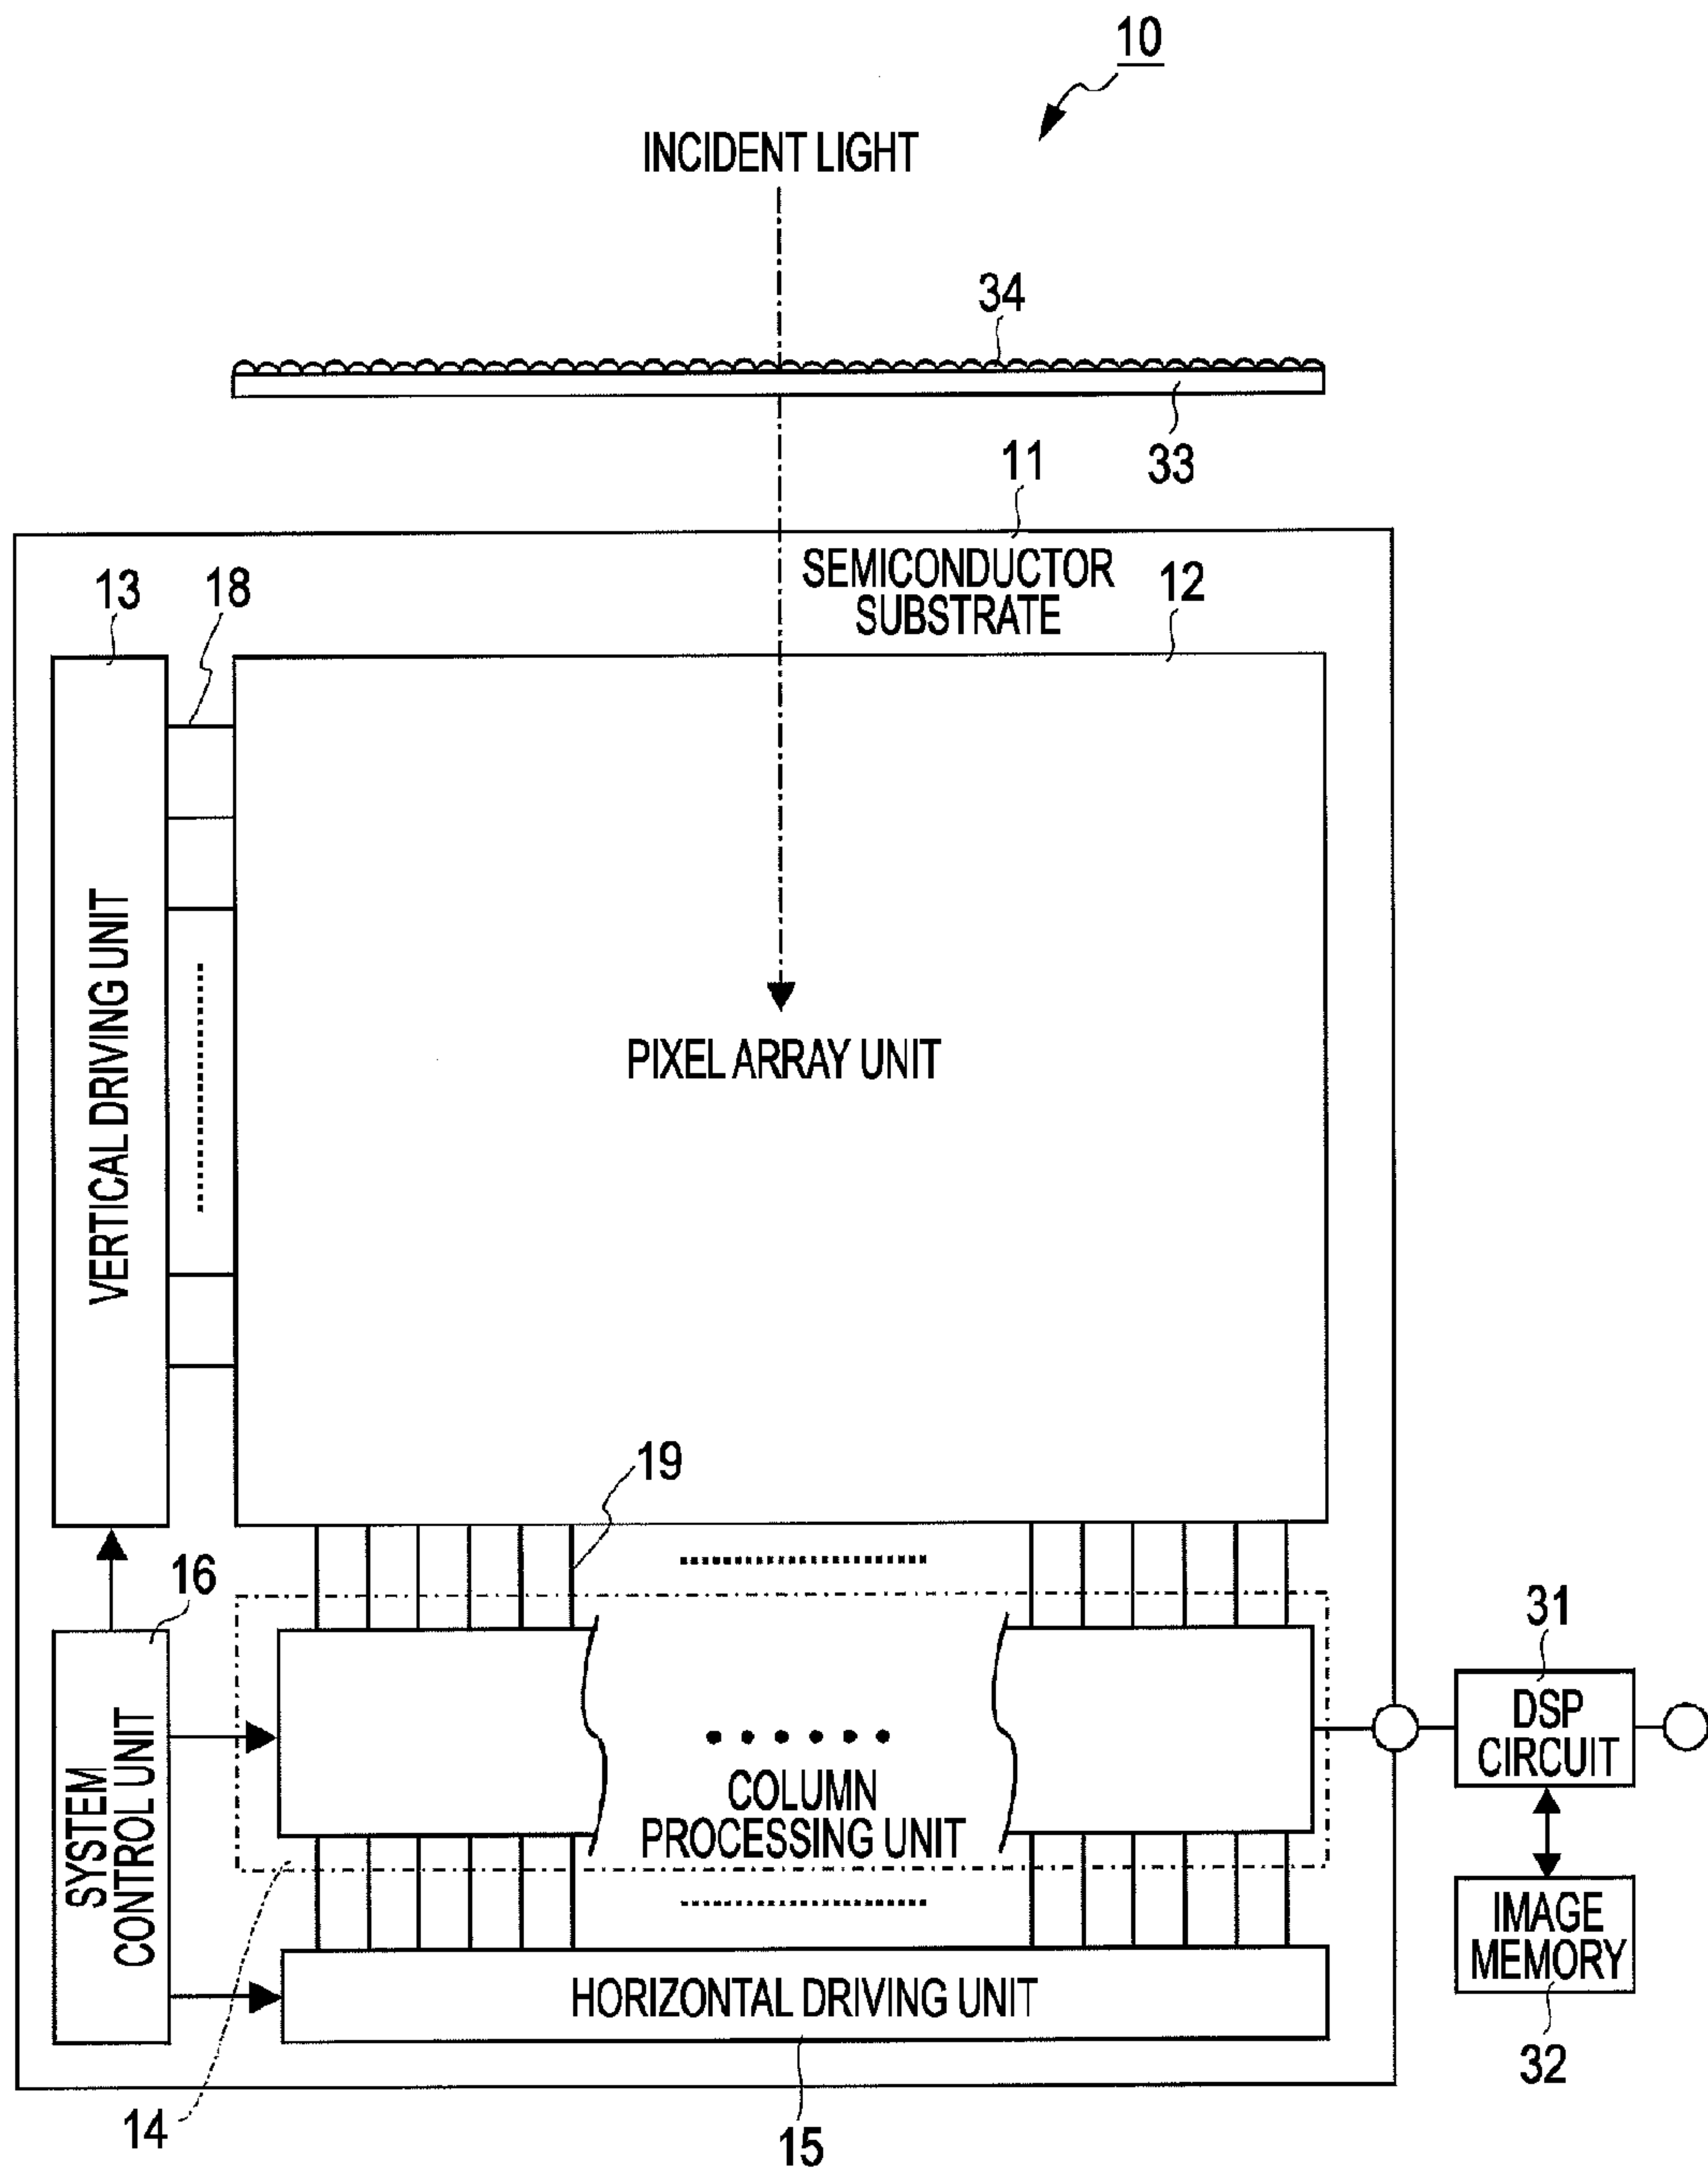 10
INCIDENT LIGHT
34
33
11
SEMICONDUCTOR
SUBSTRATE
12
13
18
VERTICAL DRIVING UNIT
PIXEL ARRAY UNIT
19
16
SYSTEM
CONTROL UNIT
COLUMN
PROCESSING UNIT
31
DSP
CIRCUIT
IMAGE
MEMORY
32
HORIZONTAL DRIVING UNIT
14
15